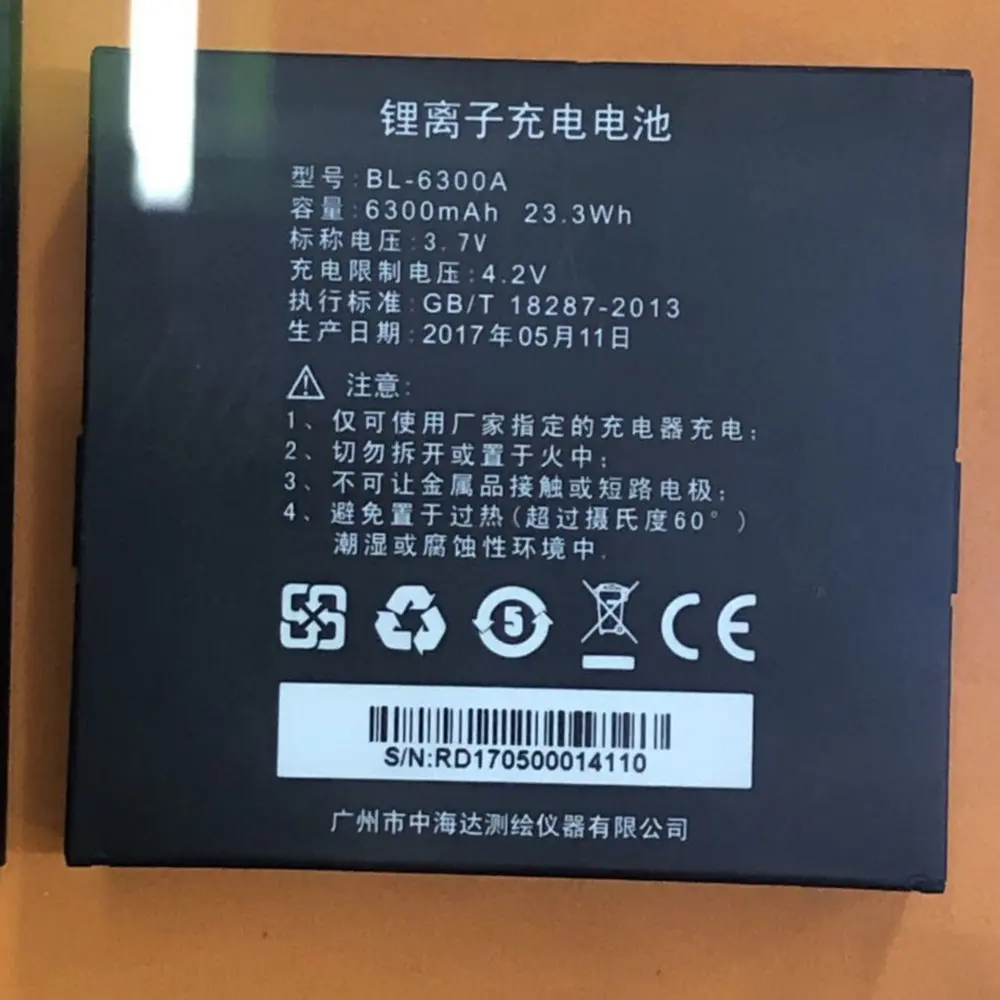 锂离子充电电池
型号:BL-6300A
容量:6300mAh 23.3Wh
标称电压:3.7V
充电限制电压:4.2V
执行标准:GB/T 18287-2013
生产日期:2017年05月11日
注意:
1、仅可使用厂家指定的充电器充电;
2、切勿拆开或置于火中;
3、不可让金属品接触或短路电极;
4、避免置于过热(超过摄氏度60°)
潮湿或腐蚀性环境中.
5
CE
S/N:RD170500014110
广州市中海达测绘仪器有限公司